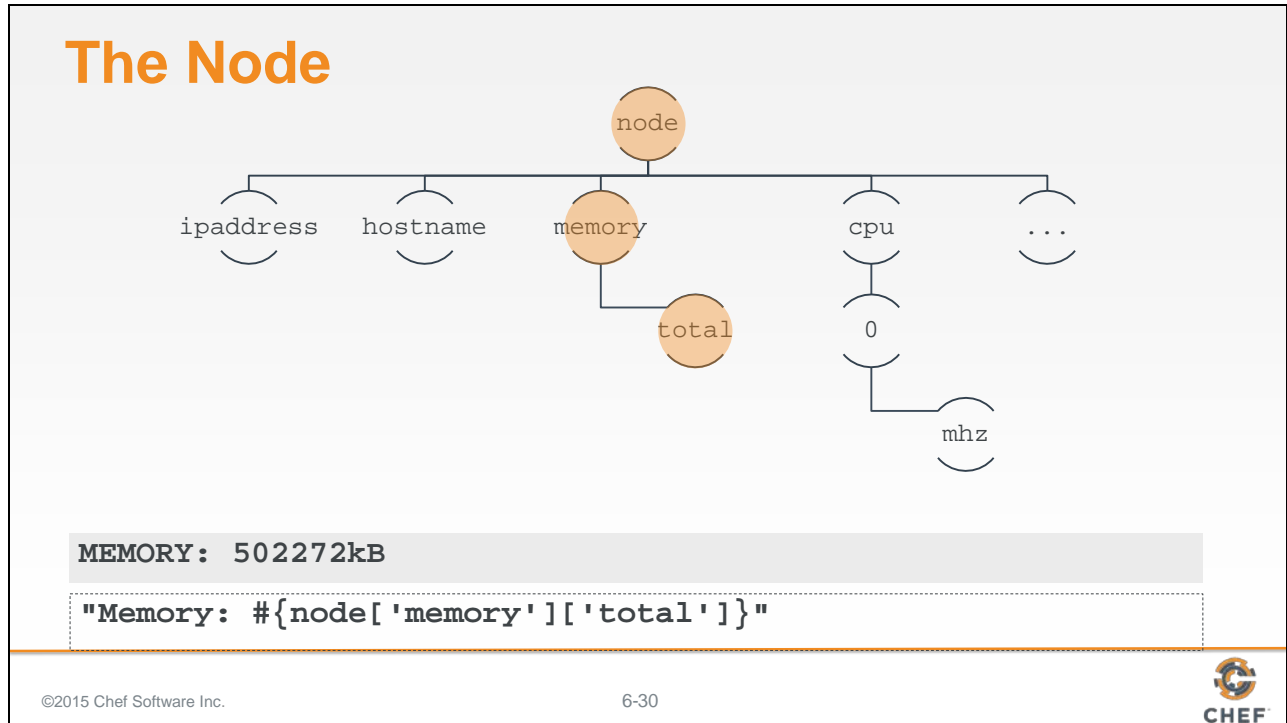 The Node
node
ipaddress hostname memory cpu ...
total 0
mhz
MEMORY: 502272kB
"Memory: #{node['memory']['total']}"
©2015 Chef Software Inc. 6-30
CHEF